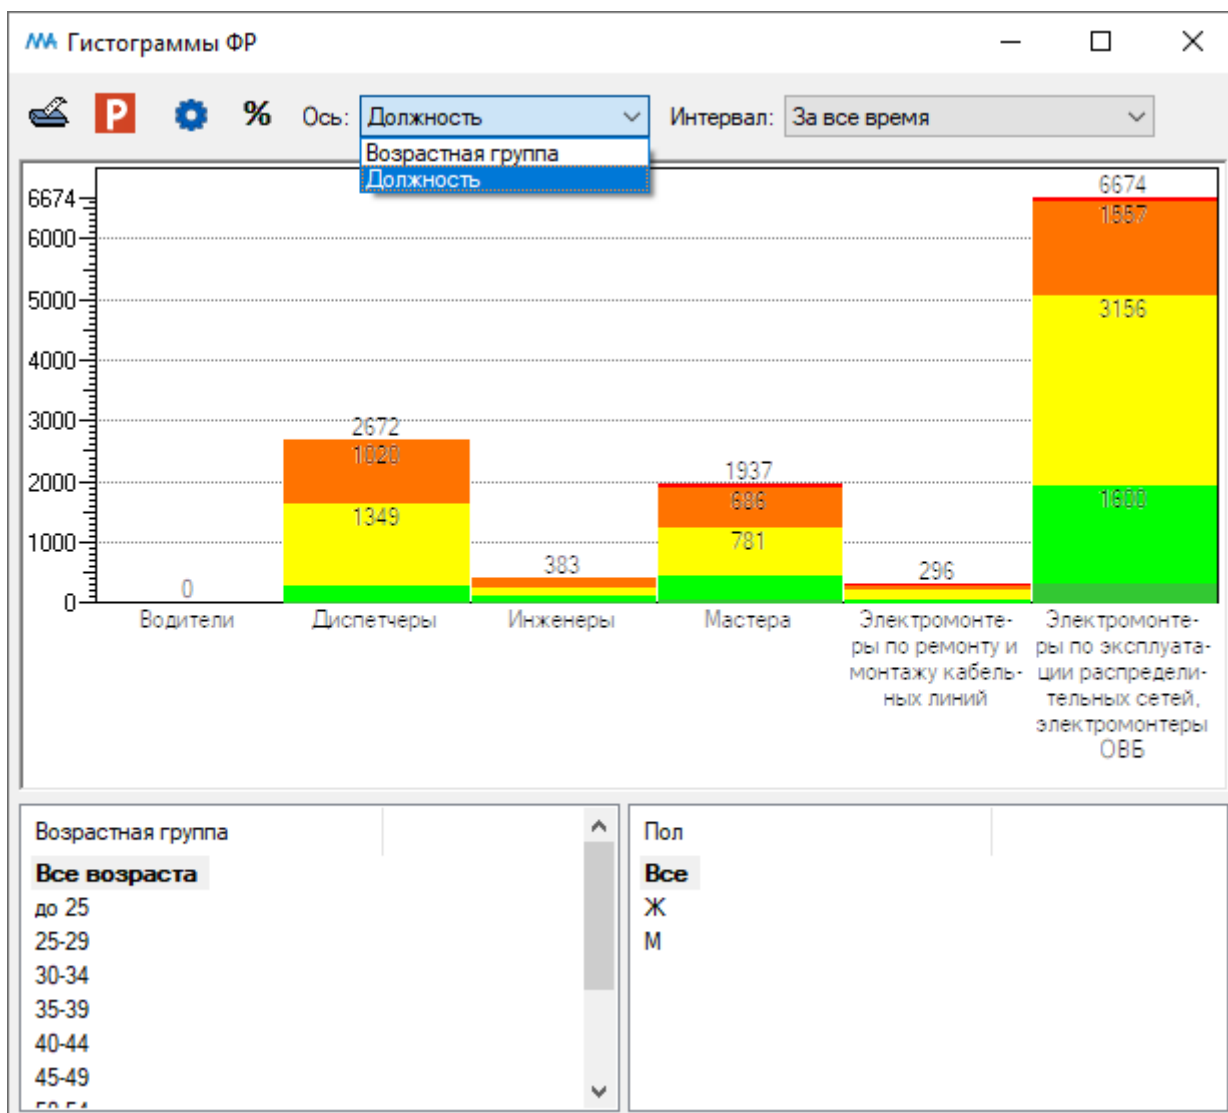 Гистограммы ФР
% Ось: Должность Интервал: За все время
Возрастная группа
Должность
6674
6000
5000
4000
3000
2000
1000
0
0
2672
1020
1349
383
1937
686
781
296
6674
1557
3156
1600
Водители
Диспетчеры
Инженеры
Мастера
Электромонте-
ры по ремонту и
монтажу кабель-
ных линий
Электромонте-
ры по эксплуата-
ции распредели-
тельных сетей,
электромонтеры
ОВБ
Возрастная группа
Все возраста
до 25
25-29
30-34
35-39
40-44
45-49
Пол
Все
Ж
М